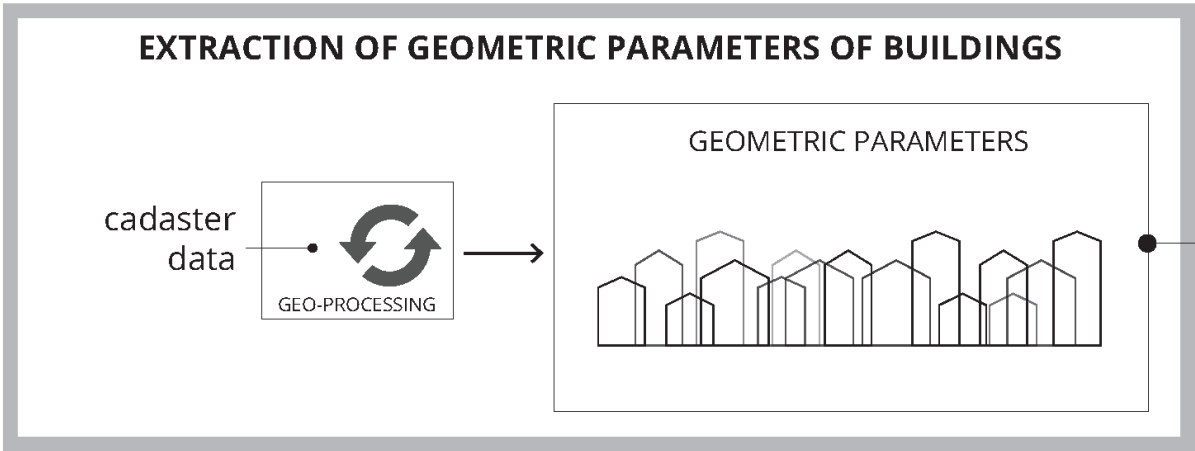 EXTRACTION OF GEOMETRIC PARAMETERS OF BUILDINGS
GEOMETRIC PARAMETERS
cadaster
data
GEO-PROCESSING